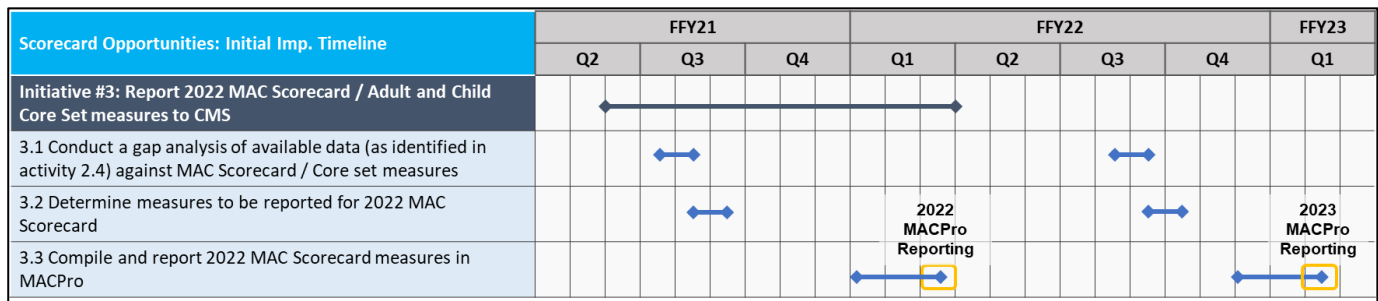 Scorecard Opportunities: Initial Imp. Timeline
FFY21
FFY22
FFY23
Q2
Q3
Q4
Q1
Q2
Q3
Q4
Q1
Initiative #3: Report 2022 MAC Scorecard / Adult and Child
Core Set measures to CMS
3.1 Conduct a gap analysis of available data (as identified in
activity 2.4) against MAC Scorecard / Core set measures
3.2 Determine measures to be reported for 2022 MAC
Scorecard
2022
MACPro
Reporting
2023
MACPro
Reporting
3.3 Compile and report 2022 MAC Scorecard measures in
MACPro